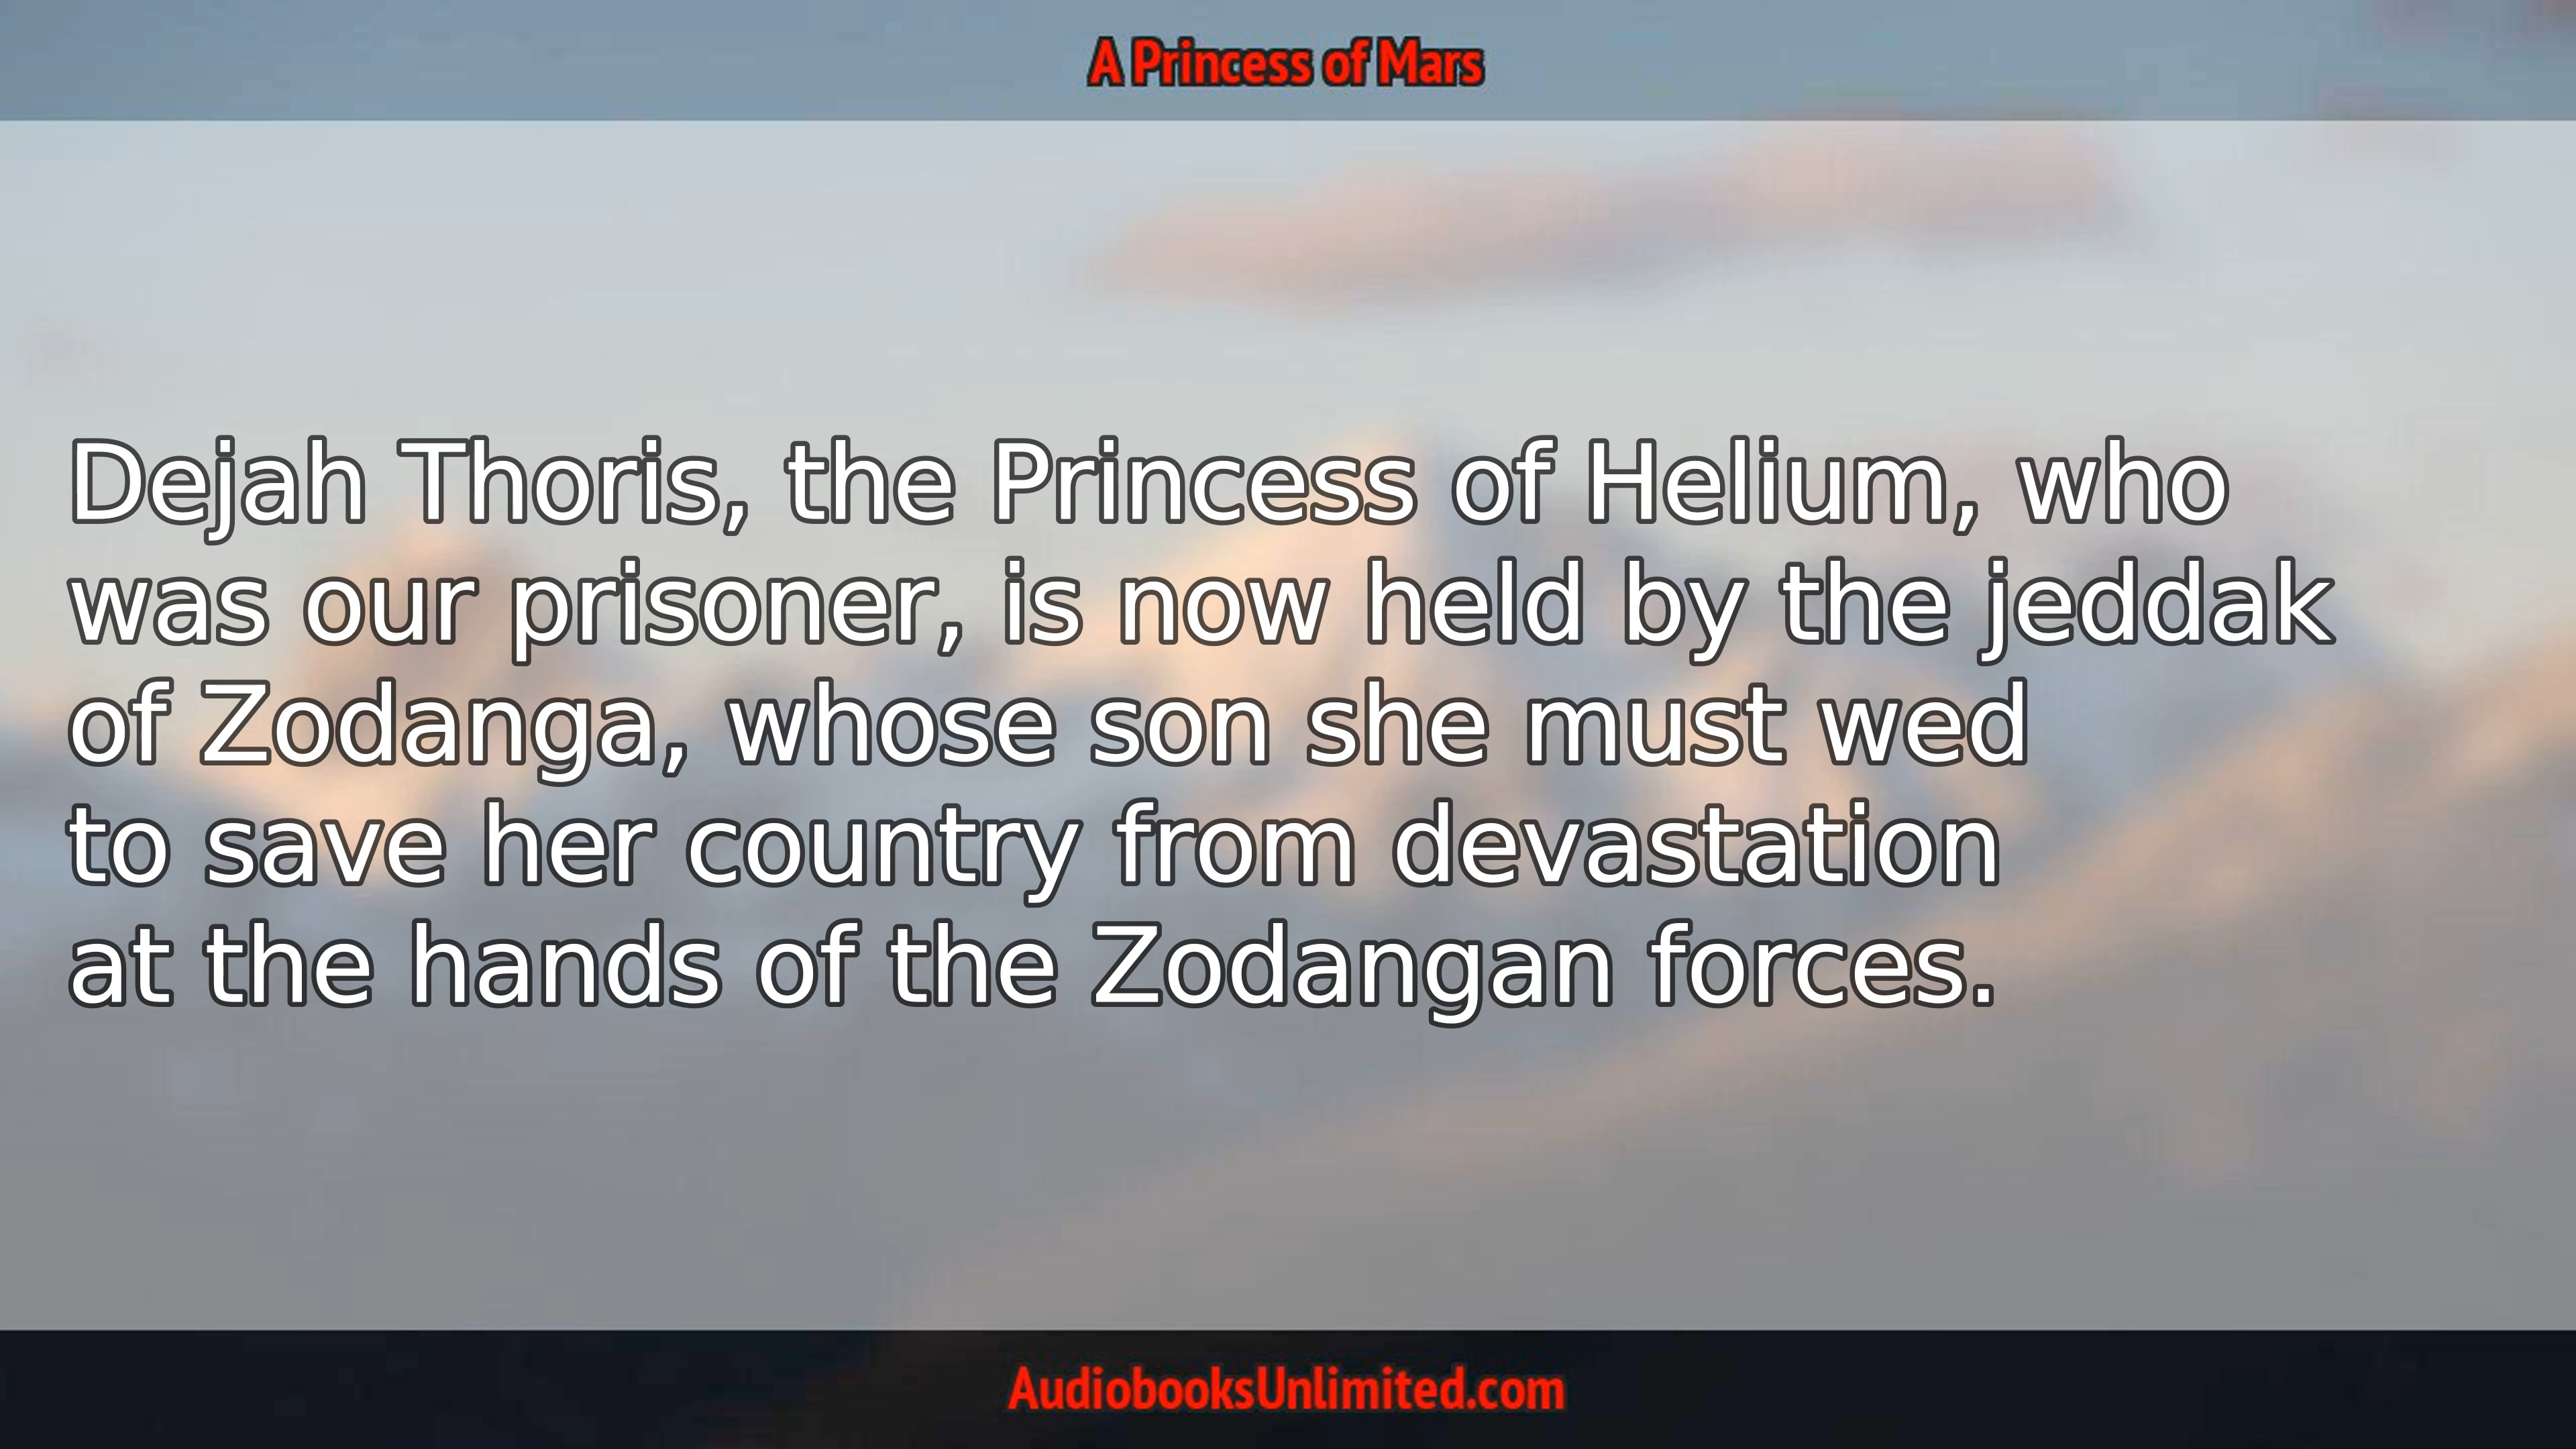 A Princess of Mars
Dejah Thoris, the Princess of Helium, who
was our prisoner, is now held by the jeddak
of Zodanga, whose son she must wed
to save her country from devastation
at the hands of the Zodangan forces.
AudiobooksUnlimited.com